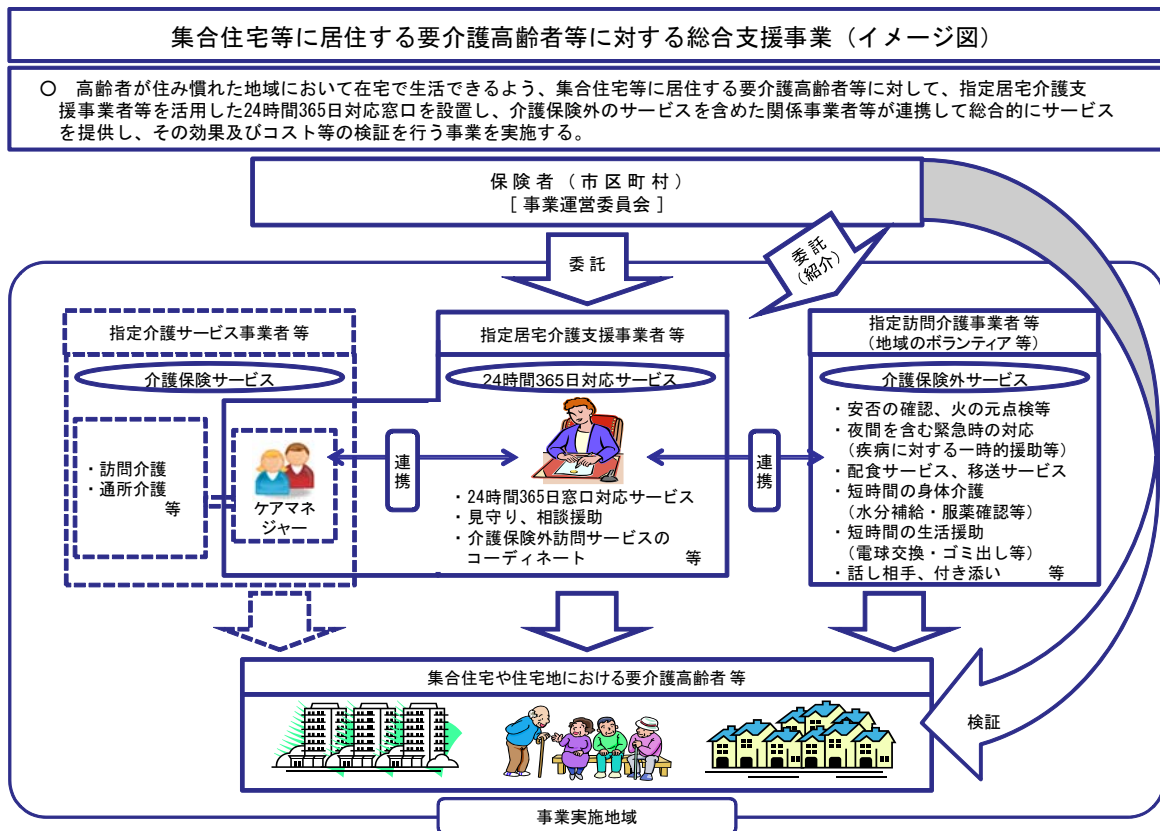 集合住宅等に居住する要介護高齢者等に対する総合支援事業（イメージ図）
○　高齢者が住み慣れた地域において在宅で生活できるよう、集合住宅等に居住する要介護高齢者等に対して、指定居宅介護支
援事業者等を活用した24時間365日対応窓口を設置し、介護保険外のサービスを含めた関係事業者等が連携して総合的にサービス
を提供し、その効果及びコスト等の検証を行う事業を実施する。
保険者（市区町村）
［事業運営委員会］
委託
委託
（紹介）
指定介護サービス事業者等
介護保険サービス
・訪問介護
・通所介護
等
ケアマネ
ジャー
連携
指定居宅介護支援事業者等
24時間365日対応サービス
・24時間365日窓口対応サービス
・見守り、相談援助
・介護保険外訪問サービスの
コーディネート　　　　等
連携
指定訪問介護事業者等
（地域のボランティア等）
介護保険外サービス
・安否の確認、火の元点検等
・夜間を含む緊急時の対応
（疾病に対する一時的援助等）
・配食サービス、移送サービス
・短時間の身体介護
（水分補給・服薬確認等）
・短時間の生活援助
（電球交換・ゴミ出し等）
・話し相手、付き添い　　　等
集合住宅や住宅地における要介護高齢者等
検証
事業実施地域